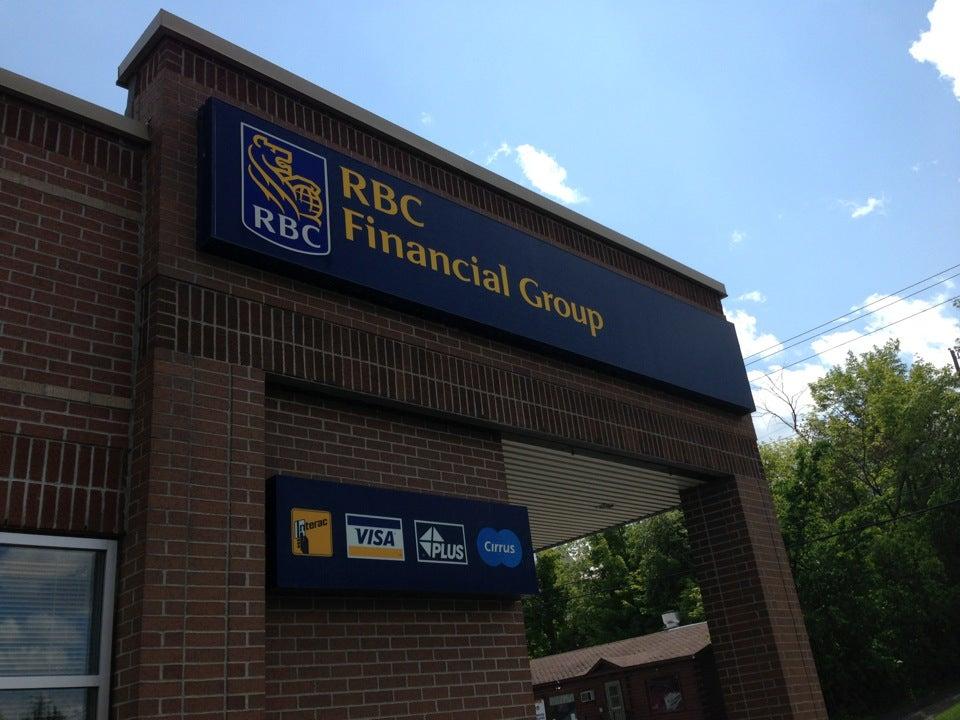 RBC
RBC
Financial Group
Interac
VISA
PLUS
Cirrus